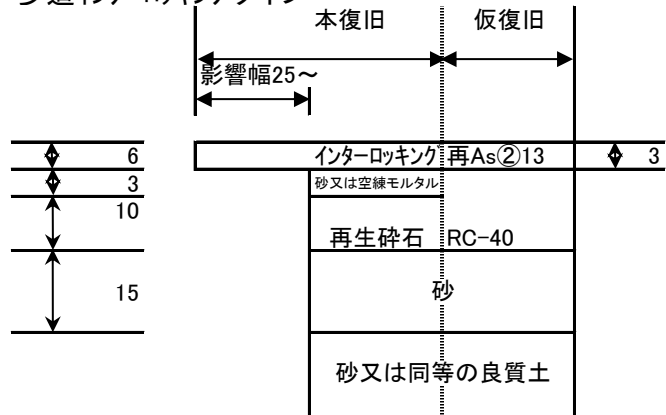 本復旧 仮復旧
影響幅25～
6 インターロッキング 再As②13 3
3 砂又は空練モルタル
10
再生砕石 RC-40
15 砂
砂又は同等の良質土